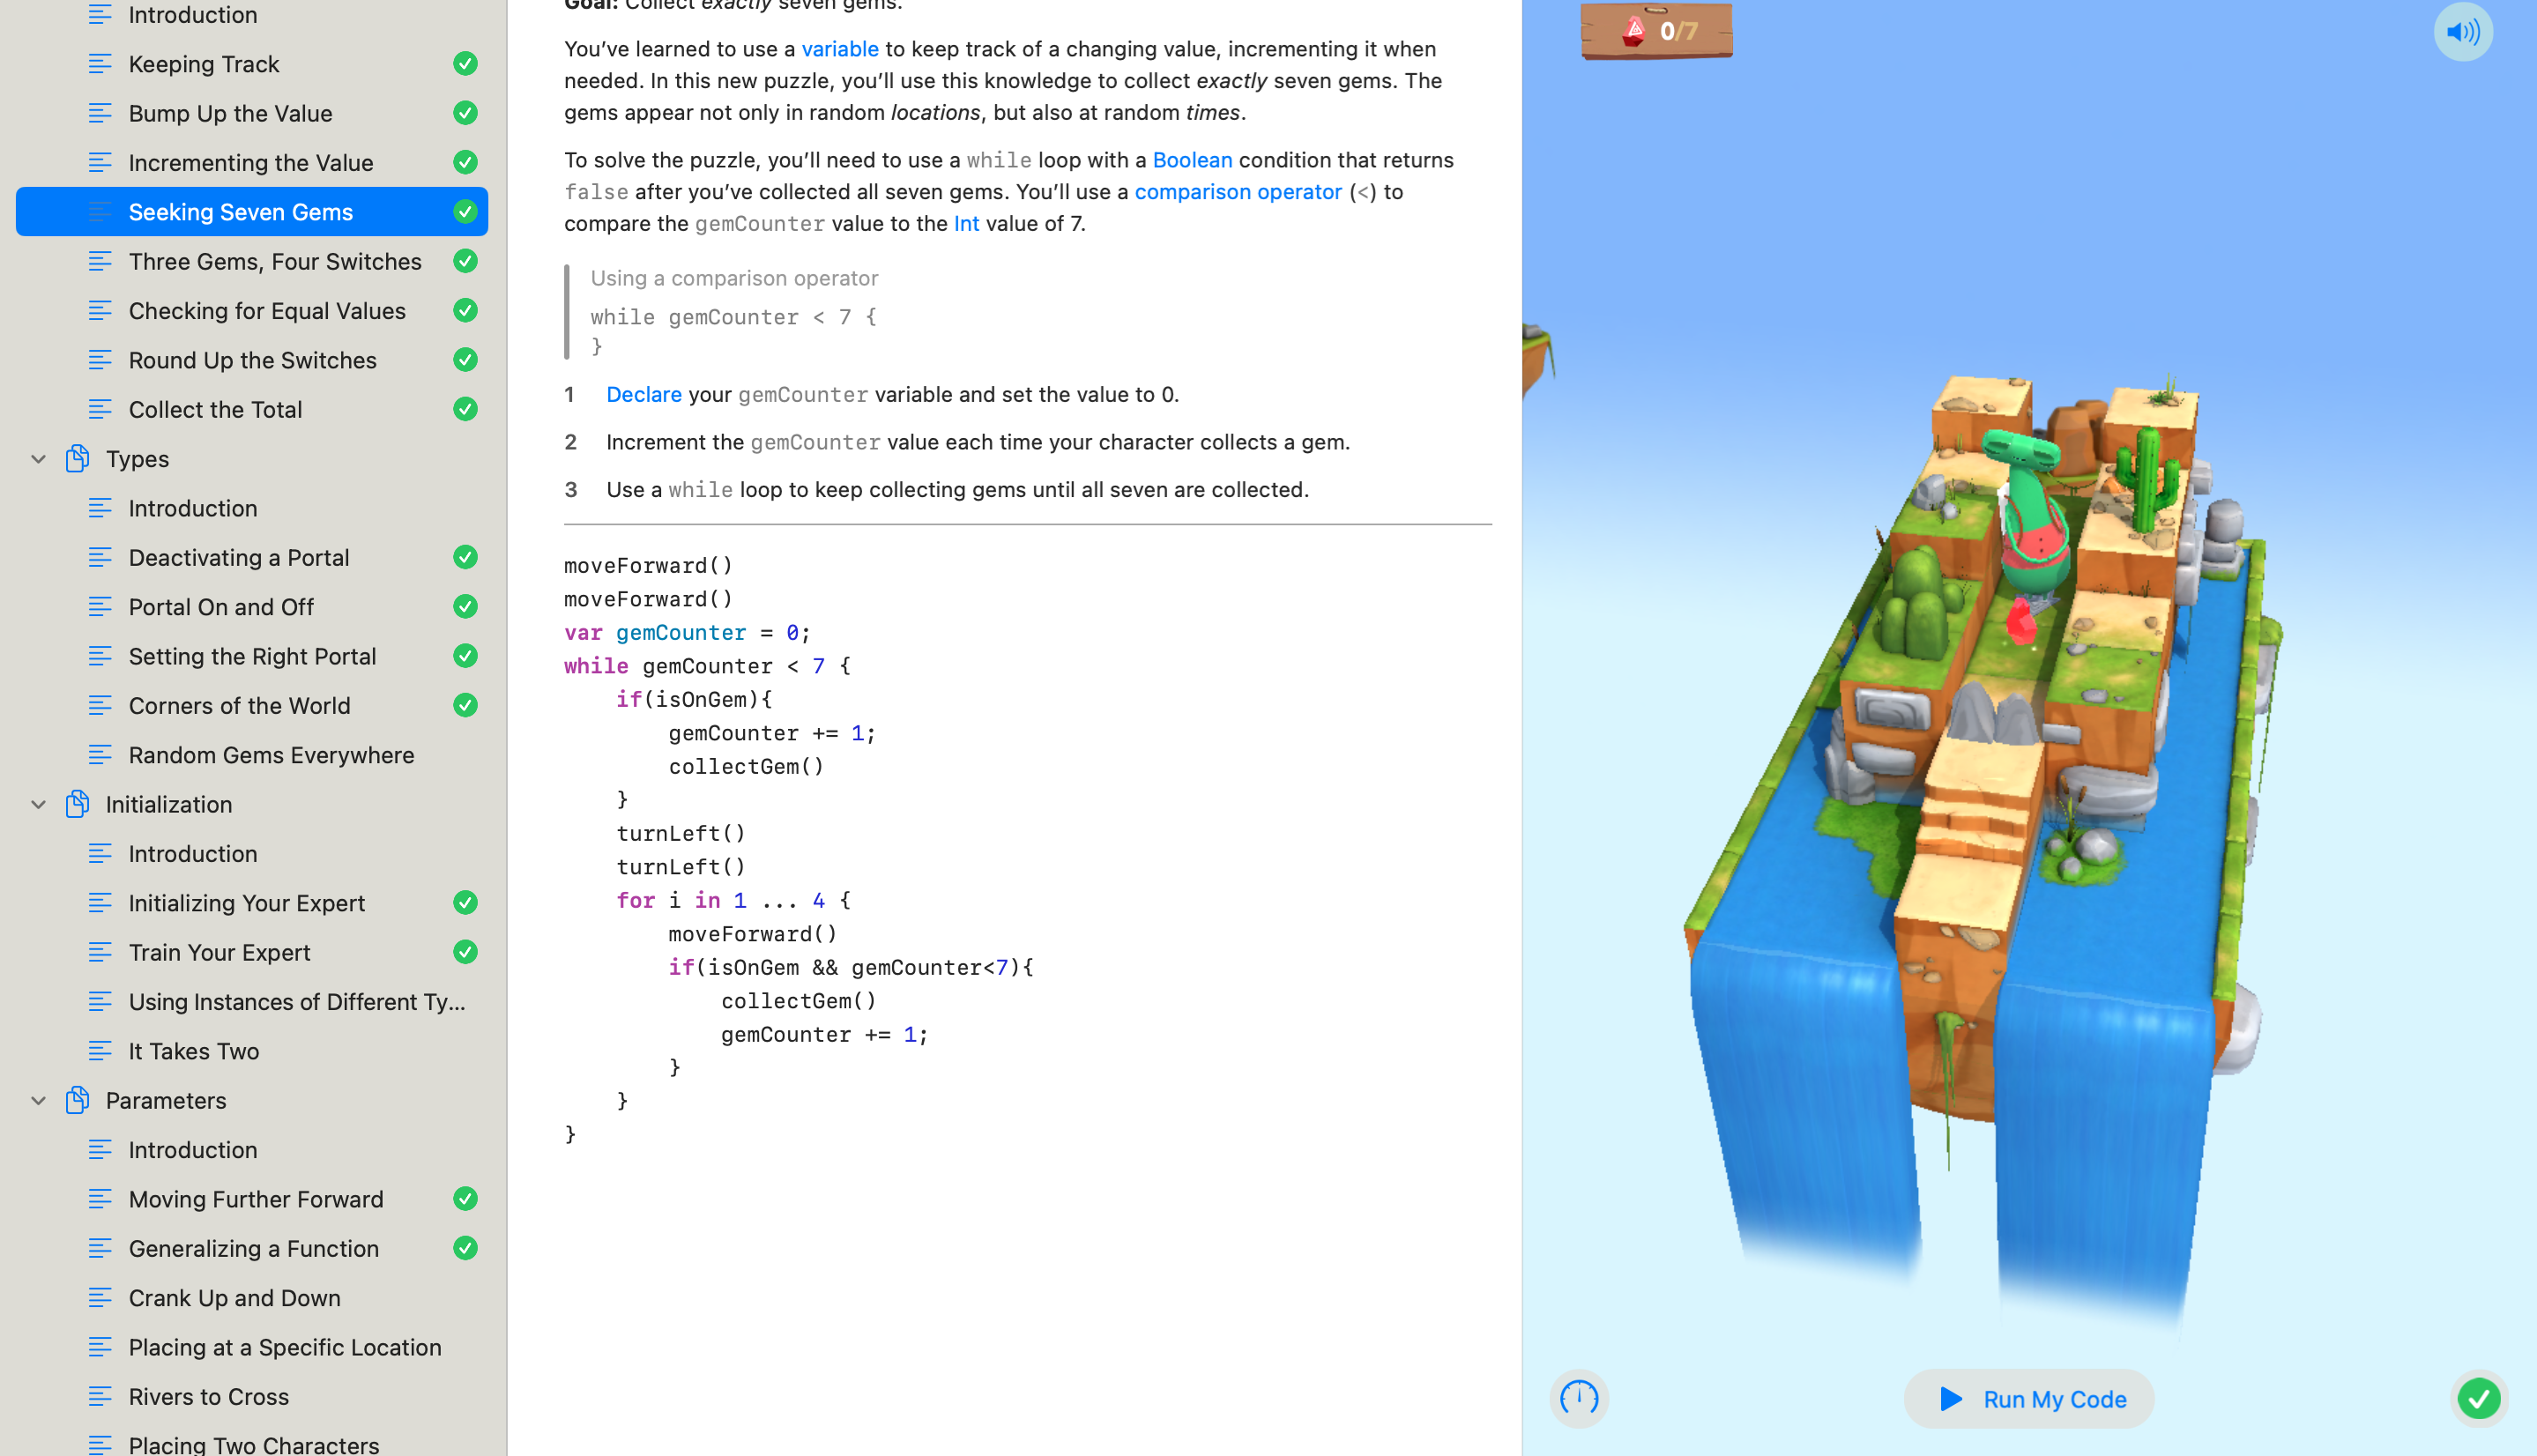 Introduction
Keeping Track
Bump Up the Value
Incrementing the Value
Seeking Seven Gems
Three Gems, Four Switches
Checking for Equal Values
Round Up the Switches
Collect the Total
Types
Introduction
Deactivating a Portal
Portal On and Off
Setting the Right Portal
Corners of the World
Random Gems Everywhere
Initialization
Introduction
Initializing Your Expert
Train Your Expert
Using Instances of Different Ty...
It Takes Two
Parameters
Introduction
Moving Further Forward
Generalizing a Function
Crank Up and Down
Placing at a Specific Location
Rivers to Cross
Placing Two Characters
Goal: Collect exactly seven gems.
You’ve learned to use a variable to keep track of a changing value, incrementing it when
needed. In this new puzzle, you’ll use this knowledge to collect exactly seven gems. The
gems appear not only in random locations, but also at random times.
To solve the puzzle, you’ll need to use a while loop with a Boolean condition that returns
false after you’ve collected all seven gems. You’ll use a comparison operator (<) to
compare the gemCounter value to the Int value of 7.
Using a comparison operator
while gemCounter < 7 {
}
1 Declare your gemCounter variable and set the value to 0.
2 Increment the gemCounter value each time your character collects a gem.
3 Use a while loop to keep collecting gems until all seven are collected.
moveForward()
moveForward()
var gemCounter = 0;
while gemCounter < 7 {
if(isOnGem){
gemCounter += 1;
collectGem()
}
turnLeft()
turnLeft()
for i in 1 ... 4 {
moveForward()
if(isOnGem && gemCounter<7){
collectGem()
gemCounter += 1;
}
}
}
0/7
Run My Code